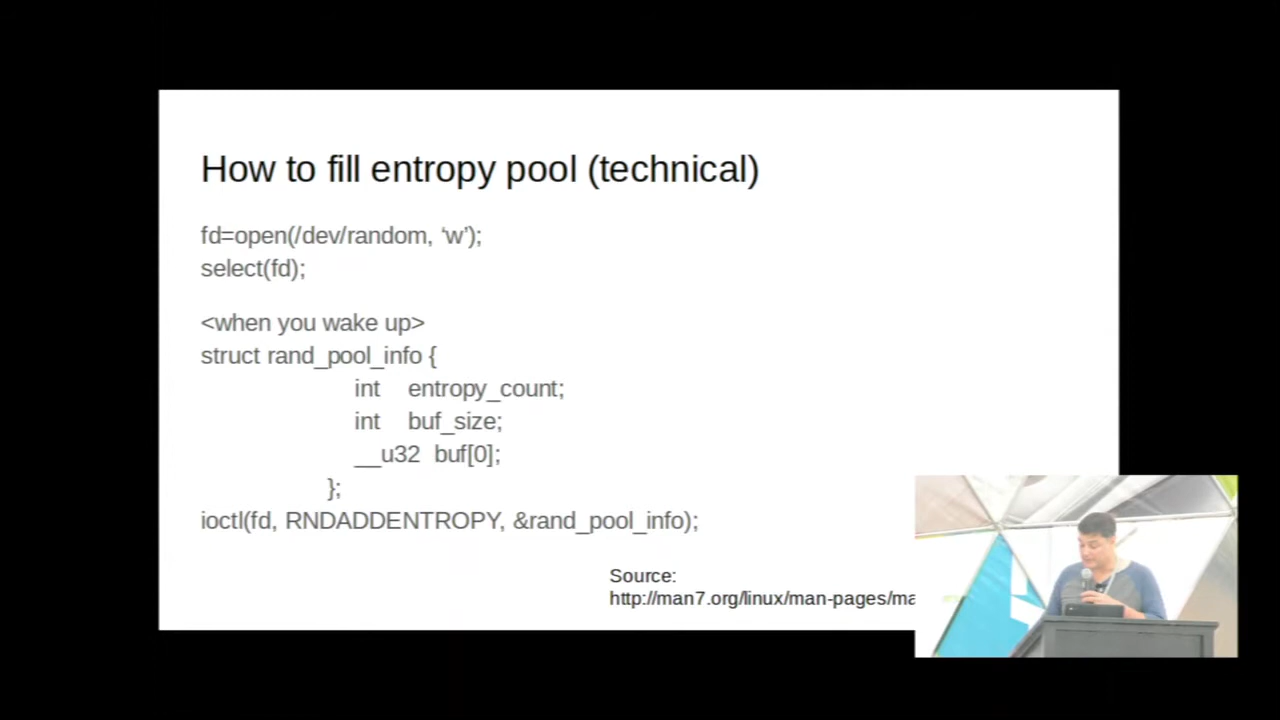 How to fill entropy pool (technical)
fd=open(/dev/random, ‘w’);
select(fd);
<when you wake up>
struct rand_pool_info {
int entropy_count;
int buf_size;
__u32 buf[0];
};
ioctl(fd, RNDADDENTROPY, &rand_pool_info);
Source:
http://man7.org/linux/man-pages/ma